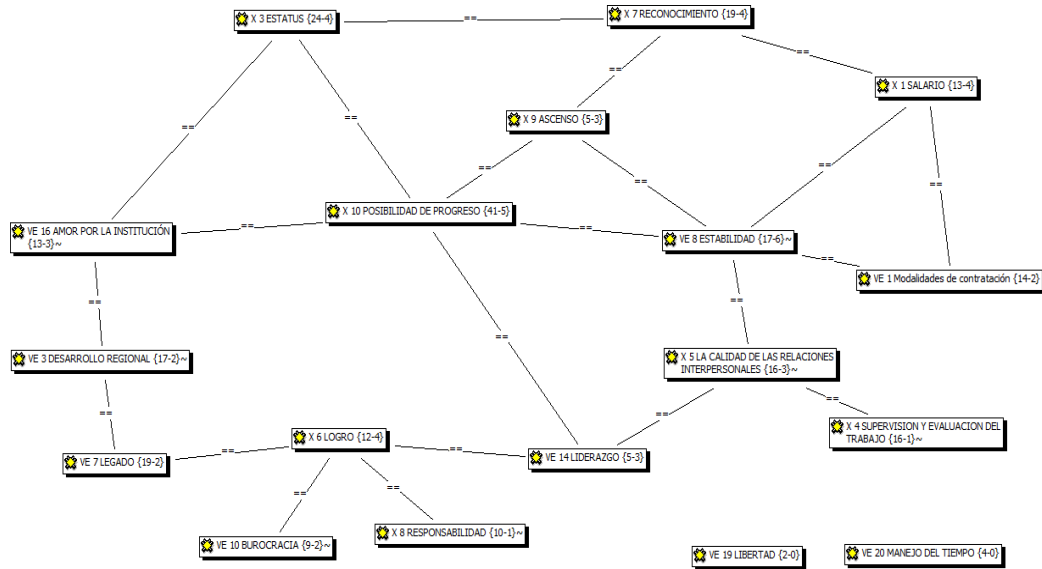 X 3 ESTATUS {24-4}
==
X 7 RECONOCIMIENTO {19-4}
==
==
X 1 SALARIO {13-4}
==
==
X 9 ASCENSO {5-3}
==
==
==
==
X 10 POSIBILIDAD DE PROGRESO {41-5}
VE 16 AMOR POR LA INSTITUCIÓN
{13-3}~
==
==
VE 8 ESTABILIDAD {17-6}~
==
VE 1 Modalidades de contratación {14-2}
==
==
==
VE 3 DESARROLLO REGIONAL {17-2}~
X 5 LA CALIDAD DE LAS RELACIONES
INTERPERSONALES {16-3}~
==
==
==
X 4 SUPERVISION Y EVALUACION DEL
TRABAJO {16-1}~
X 6 LOGRO {12-4}
==
==
VE 7 LEGADO {19-2}
VE 14 LIDERAZGO {5-3}
==
==
X 8 RESPONSABILIDAD {10-1}~
VE 10 BUROCRACIA {9-2}~
VE 19 LIBERTAD {2-0}
VE 20 MANEJO DEL TIEMPO {4-0}